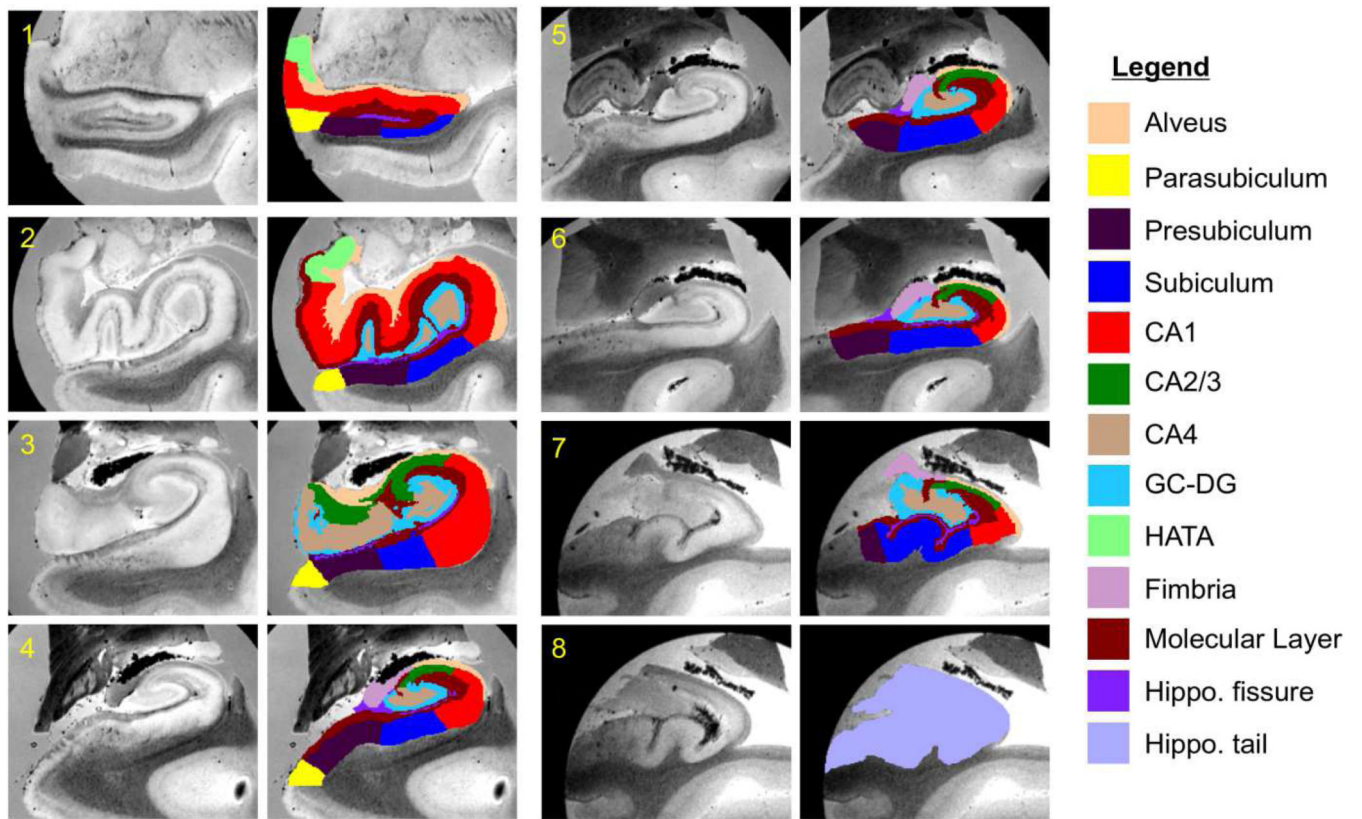 1
5
2
6
3
7
4
8
Legend
Alveus
Parasubiculum
Presubiculum
Subiculum
CA1
CA2/3
CA4
GC-DG
HATA
Fimbria
Molecular Layer
Hippo. fissure
Hippo. tail